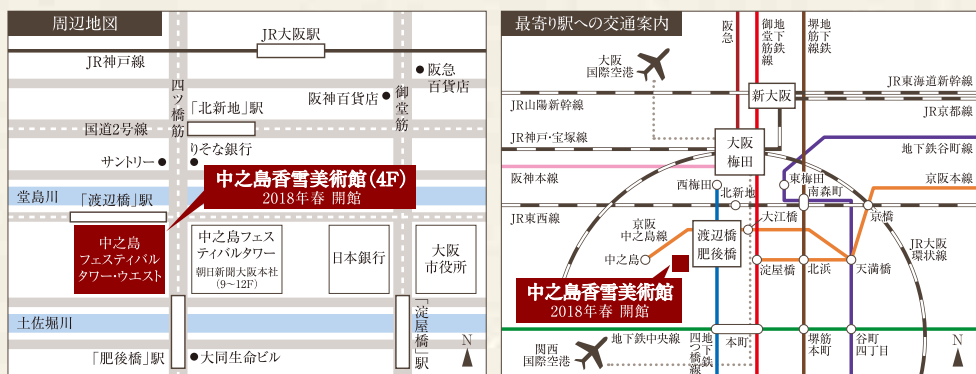 周辺地図
JR大阪駅
JR神戸線
四ツ橋筋
御堂筋
阪急
百貨店
阪神百貨店
「北新地」駅
国道2号線
りそな銀行
サントリー
中之島香雪美術館(4F)
2018年春 開館
堂島川
「渡辺橋」駅
中之島
フェスティバル
タワー・ウエスト
中之島フェス
ティバルタワー
朝日新聞大阪本社
(9〜12F)
日本銀行
大阪
市役所
土佐堀川
「肥後橋」駅
大同生命ビル
「淀屋橋」駅
N
最寄り駅への交通案内
阪急
地下鉄
御堂筋線
地下鉄
堺筋線
大阪
国際空港
新大阪
JR東海道新幹線
JR山陽新幹線
JR京都線
JR神戸・宝塚線
大阪
梅田
地下鉄谷町線
阪神本線
西梅田
東梅田
南森町
京阪本線
北新地
JR東西線
大江橋
京橋
京阪
中之島線
渡辺橋
肥後橋
JR大阪
環状線
中之島
淀屋橋
北浜
天満橋
中之島香雪美術館
2018年春 開館
関西
国際空港
地下鉄中央線
地下鉄
四つ橋線
本町
堺筋
本町
谷町
四丁目
N